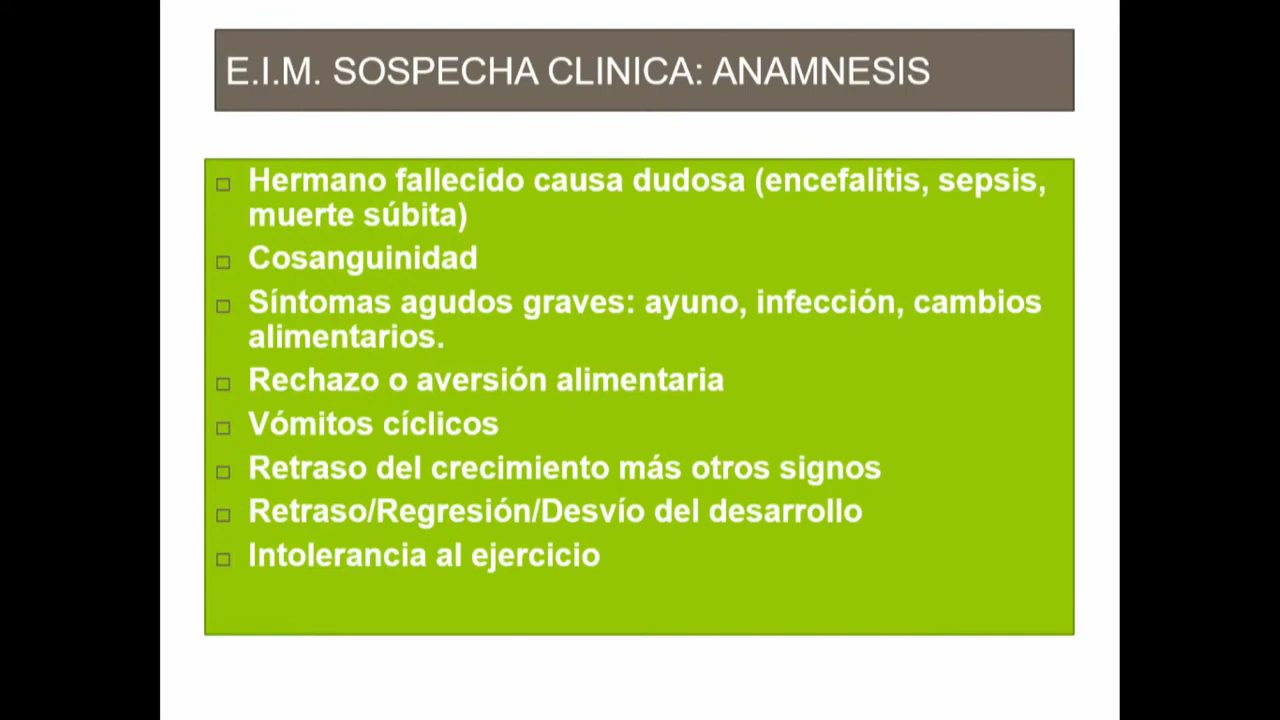 E.I.M. SOSPECHA CLINICA: ANAMNESIS
Hermano fallecido causa dudosa (encefalitis, sepsis,
muerte súbita)
Cosanguinidad
Síntomas agudos graves: ayuno, infección, cambios
alimentarios.
Rechazo o aversión alimentaria
Vómitos cíclicos
Retraso del crecimiento más otros signos
Retraso/Regresión/Desvío del desarrollo
Intolerancia al ejercicio